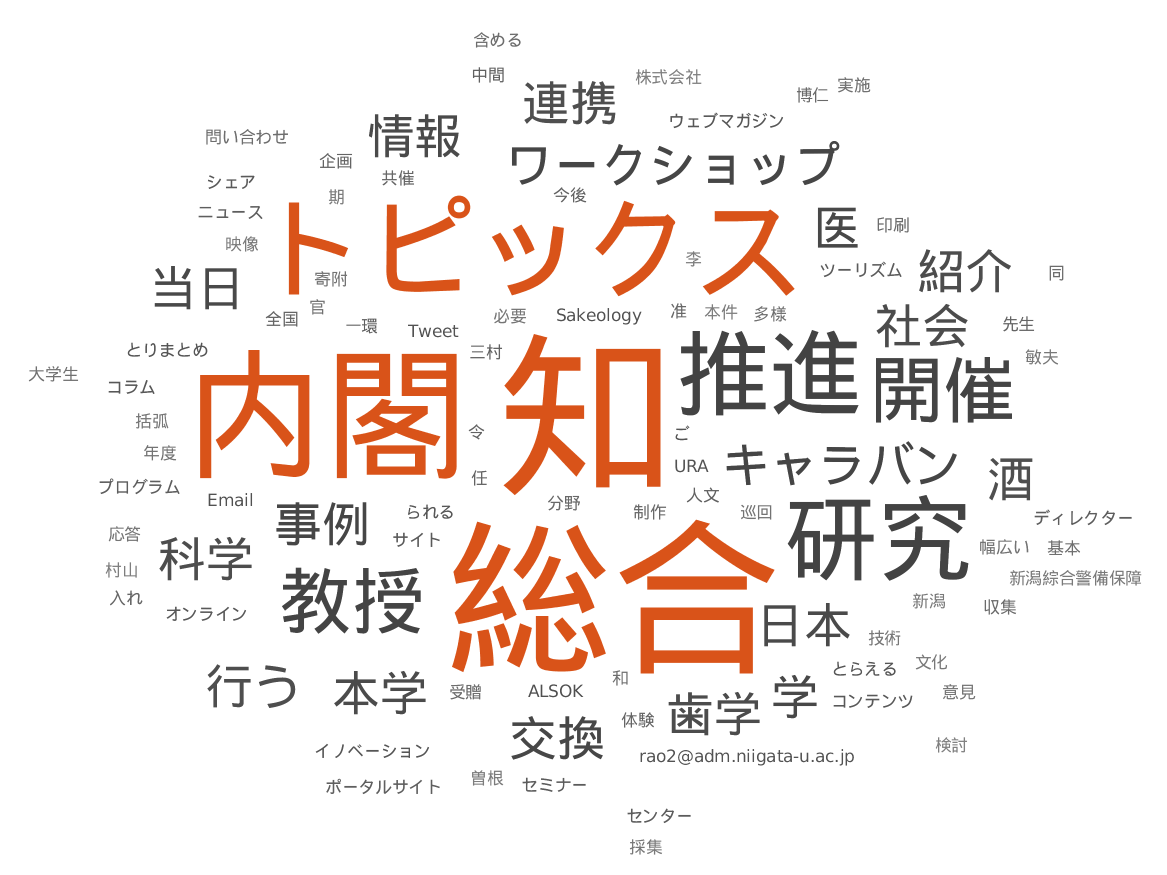 含める
中間
株式会社
実施
博仁
連携
ウェブマガジン
情報
問い合わせ
企画
ワークショップ
共催
シェア
期
今後
ニュース
トピックス
医
印刷
映像
李
ツーリズム
紹介
同
当日
寄附
官
全国
一環
Tweet
必要
Sakeology
准
本件
多様
社会
先生
とりまとめ
三村
敏夫
大学生
コラム
内閣
知
推進
開催
括弧
令
ご
年度
任
URA
キャラバン
酒
プログラム
Email
人文
分野
られる
制作
巡回
事例
研究
ディレクター
応答
サイト
幅広い
基本
科学
村山
新潟綜合警備保障
入れ
オンライン
教授
総合
新潟
収集
日本
技術
文化
とらえる
行う
本学
受贈
ALSOK
和
学
コンテンツ
意見
歯学
体験
交換
検討
イノベーション
rao2@adm.niigata-u.ac.jp
ポータルサイト
曽根
セミナー
センター
採集